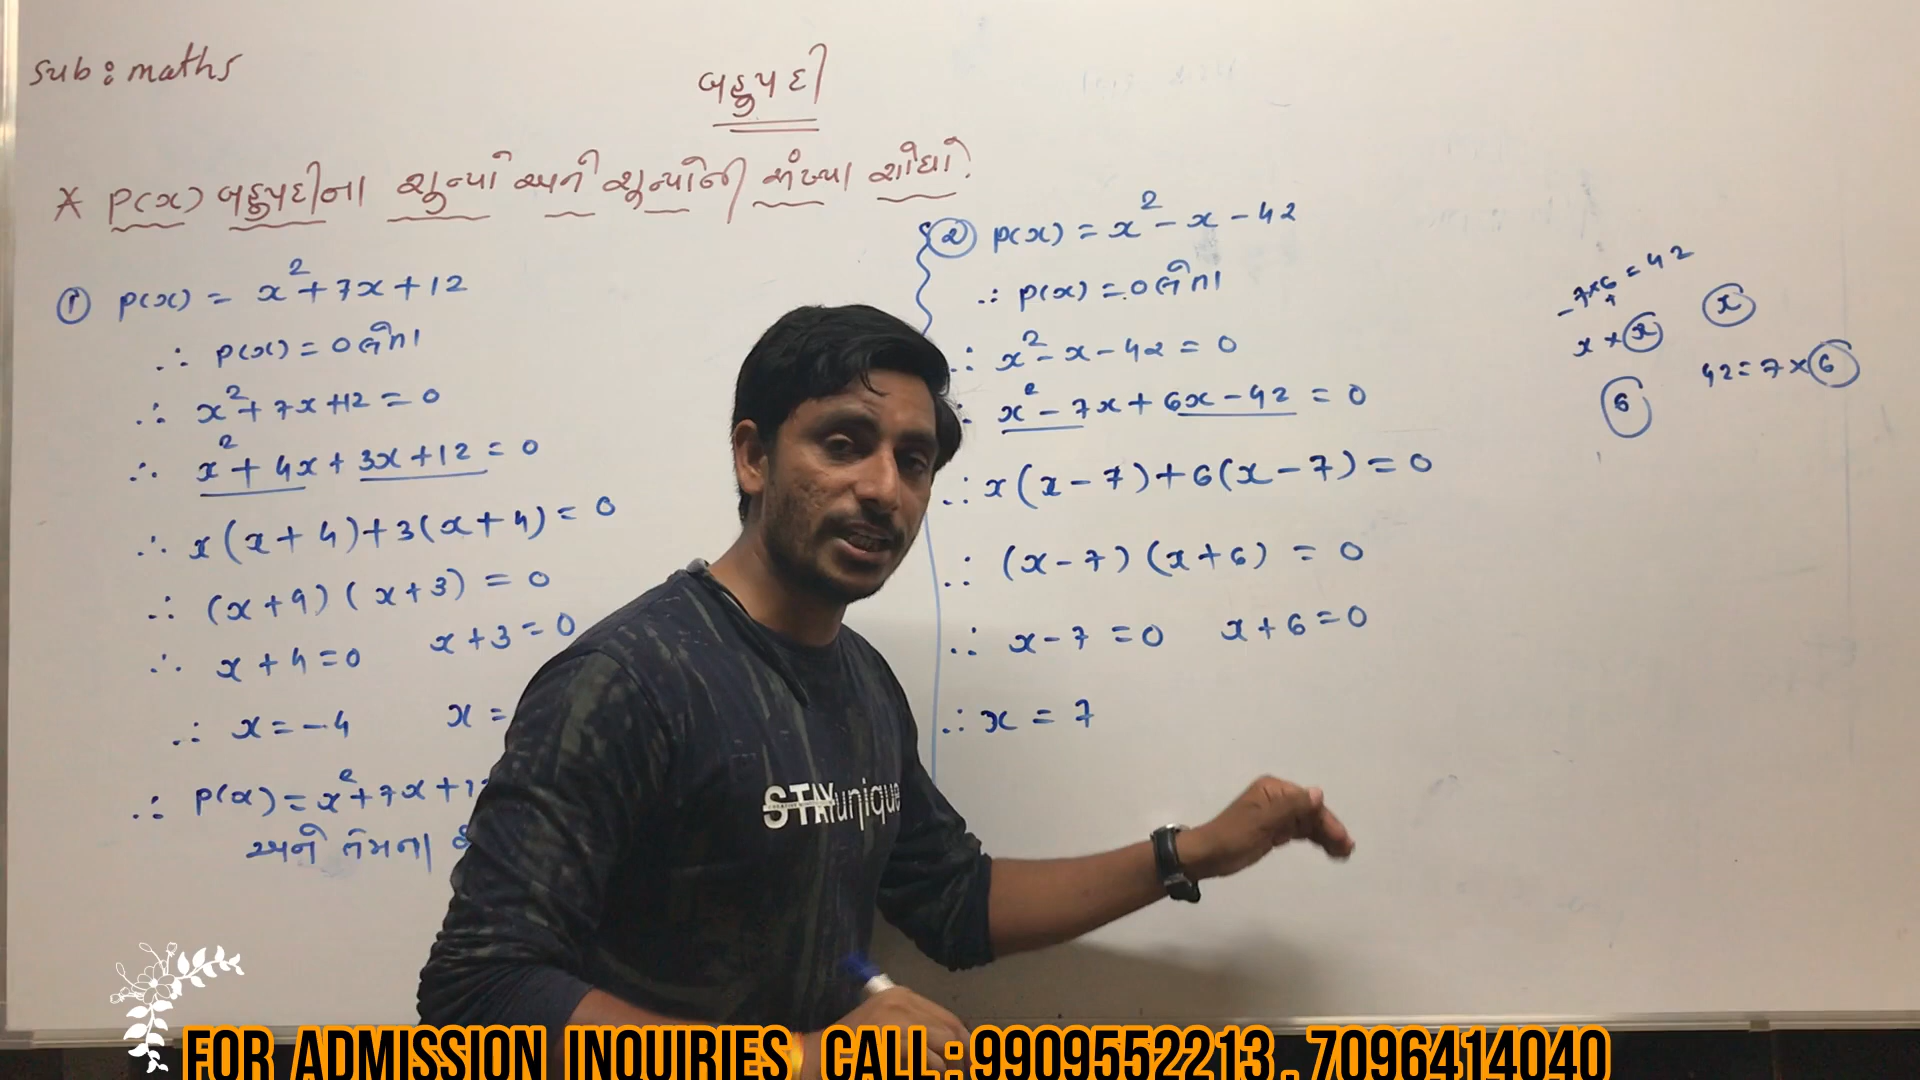 sub : maths
બહુપદી
* P(x) બહુપદીના શૂન્યો અને શૂન્યોની સંખ્યા શોધો.
① P(x) = x² + 7x + 12
∴ P(x) = 0 લેતા
∴ x² + 7x + 12 = 0
∴ x² + 4x + 3x + 12 = 0
∴ x(x + 4) + 3(x + 4) = 0
∴ (x + 4) (x + 3) = 0
∴ x + 4 = 0 x + 3 = 0
∴ x = -4 x =
∴ P(x) = x² + 7x + 1
અને તેમના
② P(x) = x² - x - 42
∴ P(x) = 0 લેતા
∴ x² - x - 42 = 0
∴ x² - 7x + 6x - 42 = 0
∴ x(x - 7) + 6(x - 7) = 0
∴ (x - 7) (x + 6) = 0
∴ x - 7 = 0 x + 6 = 0
∴ x = 7
-7×6 = 42
+
x + x
x
42 = 7 × 6
6
STAY unique
FOR ADMISSION INQUIRIES CALL : 9909552213 , 7096414040